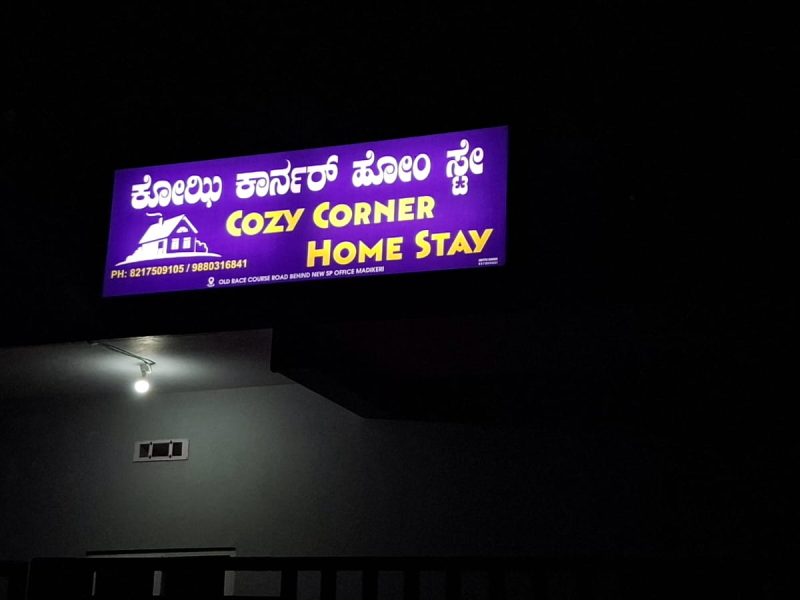 ಕೋಝಿ ಕಾರ್ನರ್ ಹೋಂ ಸ್ಟೇ
COZY CORNER
HOME STAY
PH: 8217509105 / 9880316841
OLD RACE COURSE ROAD BEHIND NEW SP OFFICE MADIKERI